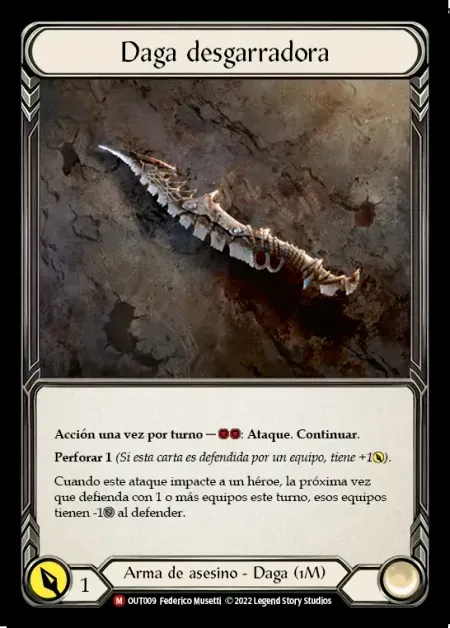 Daga desgarradora
Acción una vez por turno — : Ataque. Continuar.
Perforar 1 (Si esta carta es defendida por un equipo, tiene +1).
Cuando este ataque impacte a un héroe, la próxima vez
que defienda con 1 o más equipos este turno, esos equipos
tienen -1 al defender.
1
Arma de asesino - Daga (1M)
M OUT009 Federico Musetti © 2022 Legend Story Studios